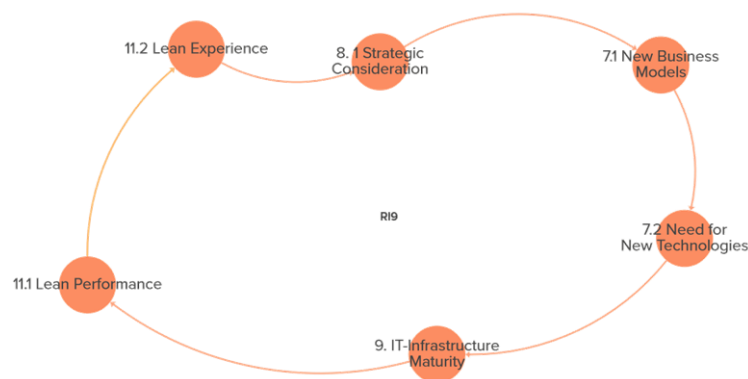 11.2 Lean Experience
8. 1 Strategic
Consideration
7.1 New Business
Models
RI9
7.2 Need for
New Technologies
11.1 Lean Performance
9. IT-Infrastructure
Maturity